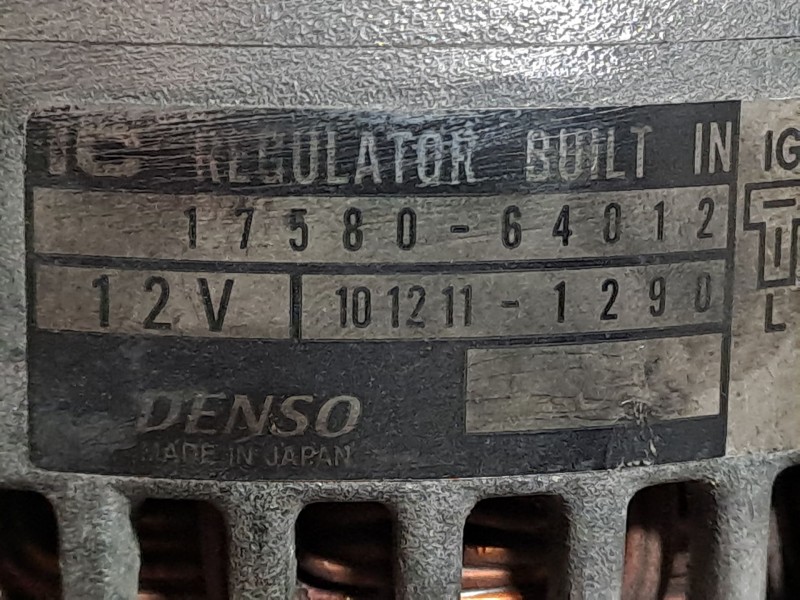 IC REGULATOR BUILT IN
IG
17580-64012
12V
101211-1290
L
DENSO
MADE IN JAPAN